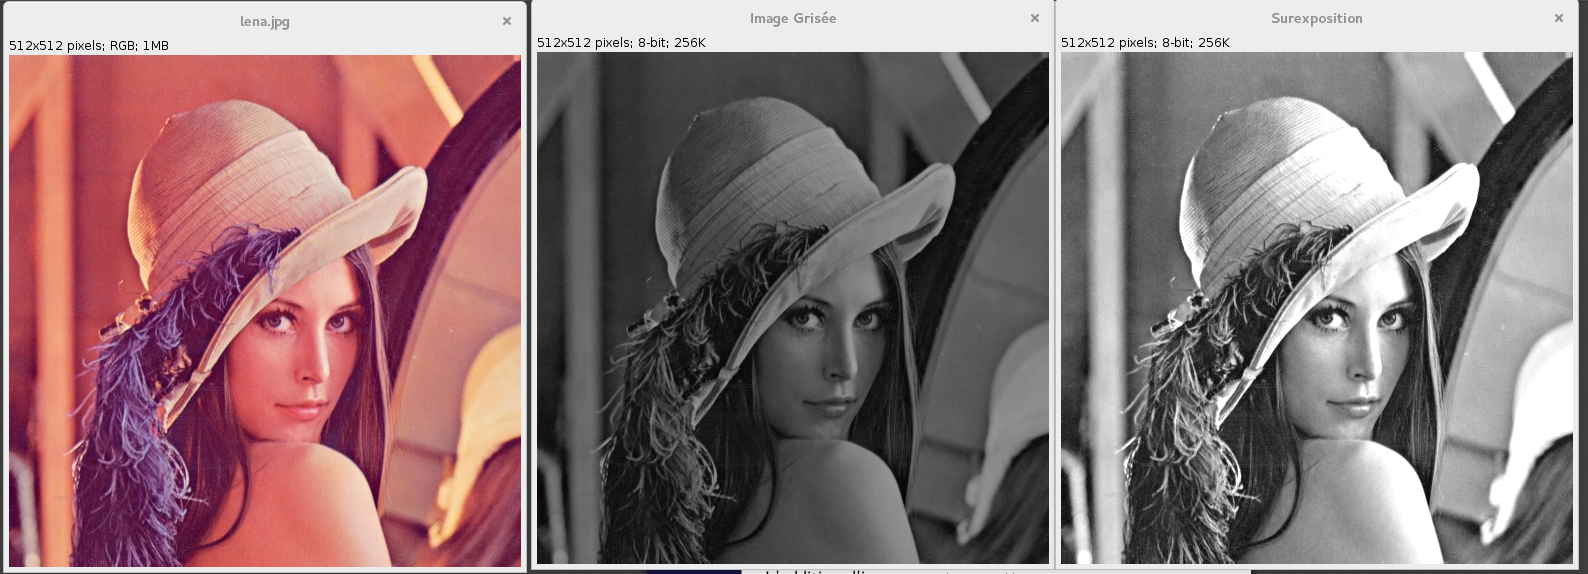 lena.jpg ×
512x512 pixels; RGB; 1MB
Image Grisée ×
512x512 pixels; 8-bit; 256K
Surexposition ×
512x512 pixels; 8-bit; 256K